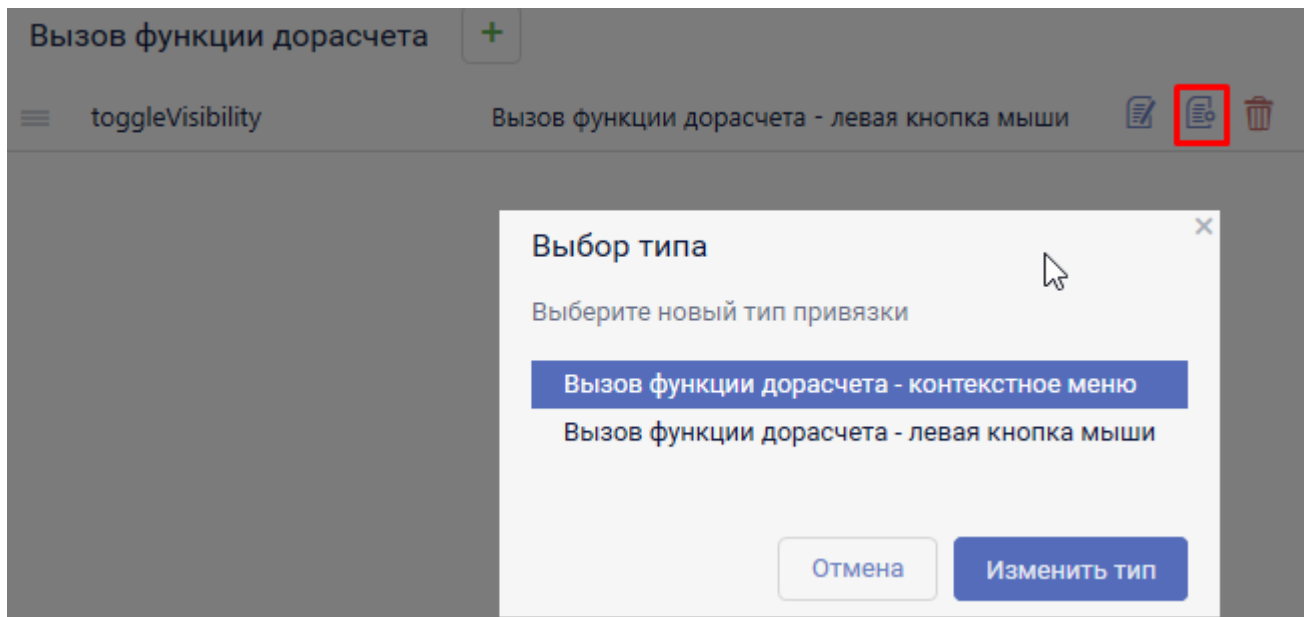 Вызов функции дорасчета +
toggleVisibility Вызов функции дорасчета - левая кнопка мыши
Выбор типа
Выберите новый тип привязки
Вызов функции дорасчета - контекстное меню
Вызов функции дорасчета - левая кнопка мыши
Отмена Изменить тип